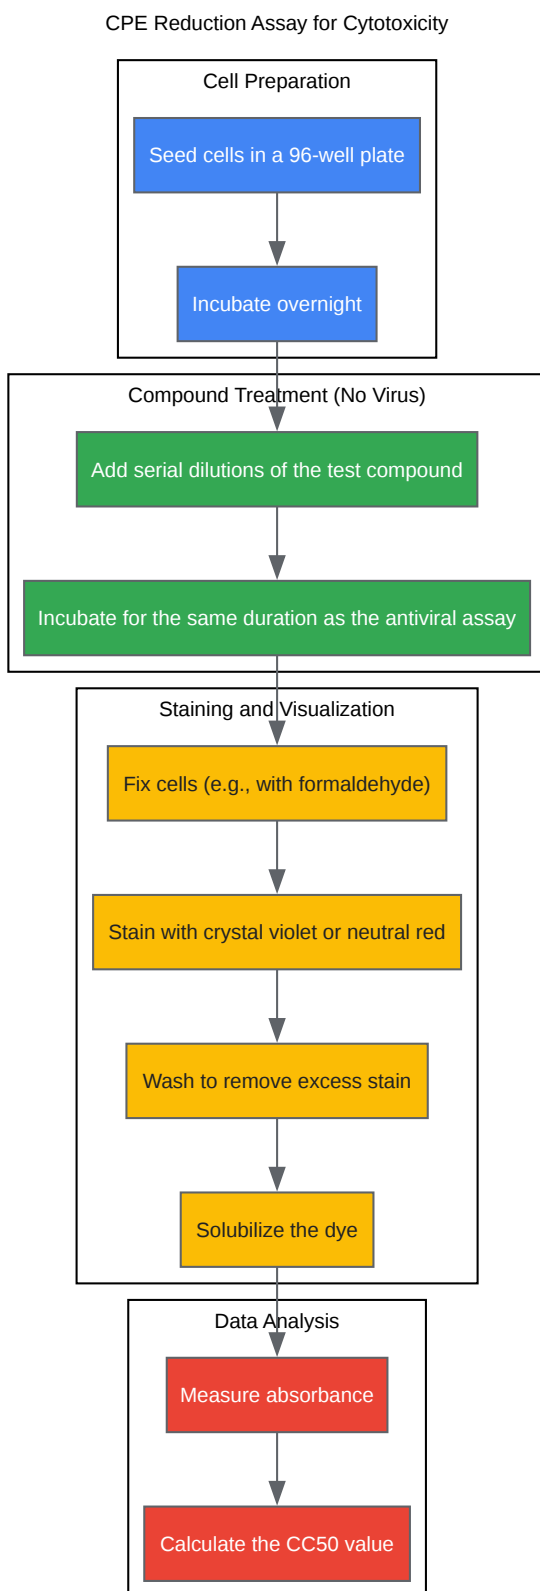 CPE Reduction Assay for Cytotoxicity
Cell Preparation
Seed cells in a 96-well plate
Incubate overnight
Compound Treatment (No Virus)
Add serial dilutions of the test compound
Incubate for the same duration as the antiviral assay
Staining and Visualization
Fix cells (e.g., with formaldehyde)
Stain with crystal violet or neutral red
Wash to remove excess stain
Solubilize the dye
Data Analysis
Measure absorbance
Calculate the CC50 value